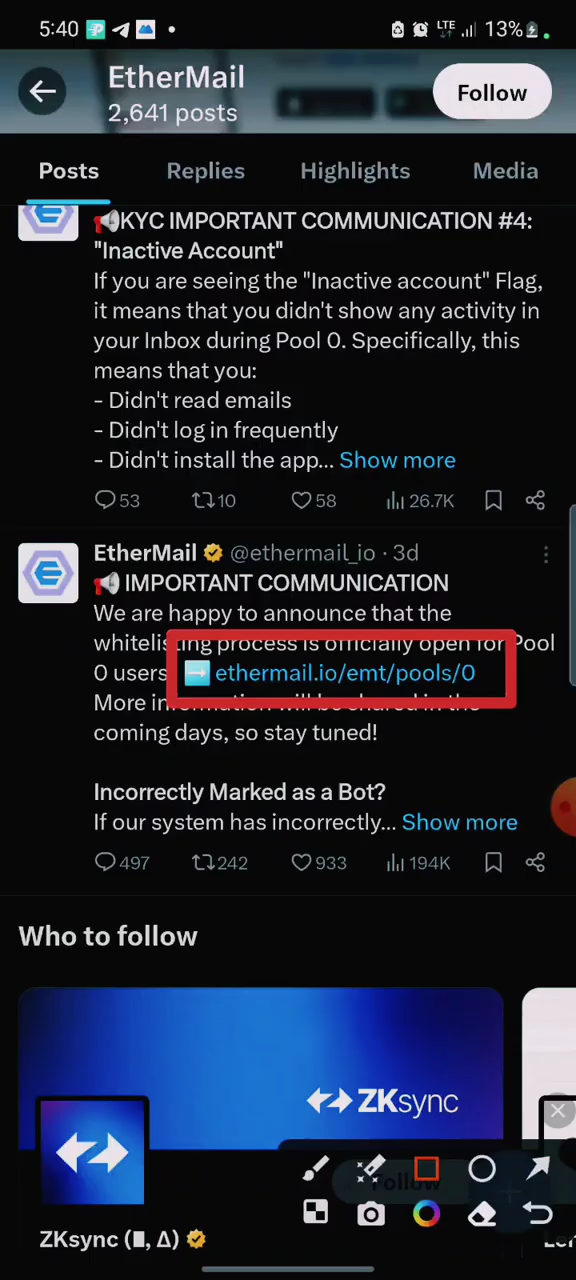 5:40
LTE
13%
EtherMail
2,641 posts
Follow
Posts Replies Highlights Media
📢KYC IMPORTANT COMMUNICATION #4:
"Inactive Account"
If you are seeing the "Inactive account" Flag,
it means that you didn't show any activity in
your Inbox during Pool 0. Specifically, this
means that you:
- Didn't read emails
- Didn't log in frequently
- Didn't install the app... Show more
53 10 58 26.7K
EtherMail @ethermail_io · 3d
📢 IMPORTANT COMMUNICATION
We are happy to announce that the
whitelisting process is officially open for Pool
0 users ➡️ ethermail.io/emt/pools/0
More information will be shared in the
coming days, so stay tuned!
Incorrectly Marked as a Bot?
If our system has incorrectly... Show more
497 242 933 194K
Who to follow
ZKsync
Follow